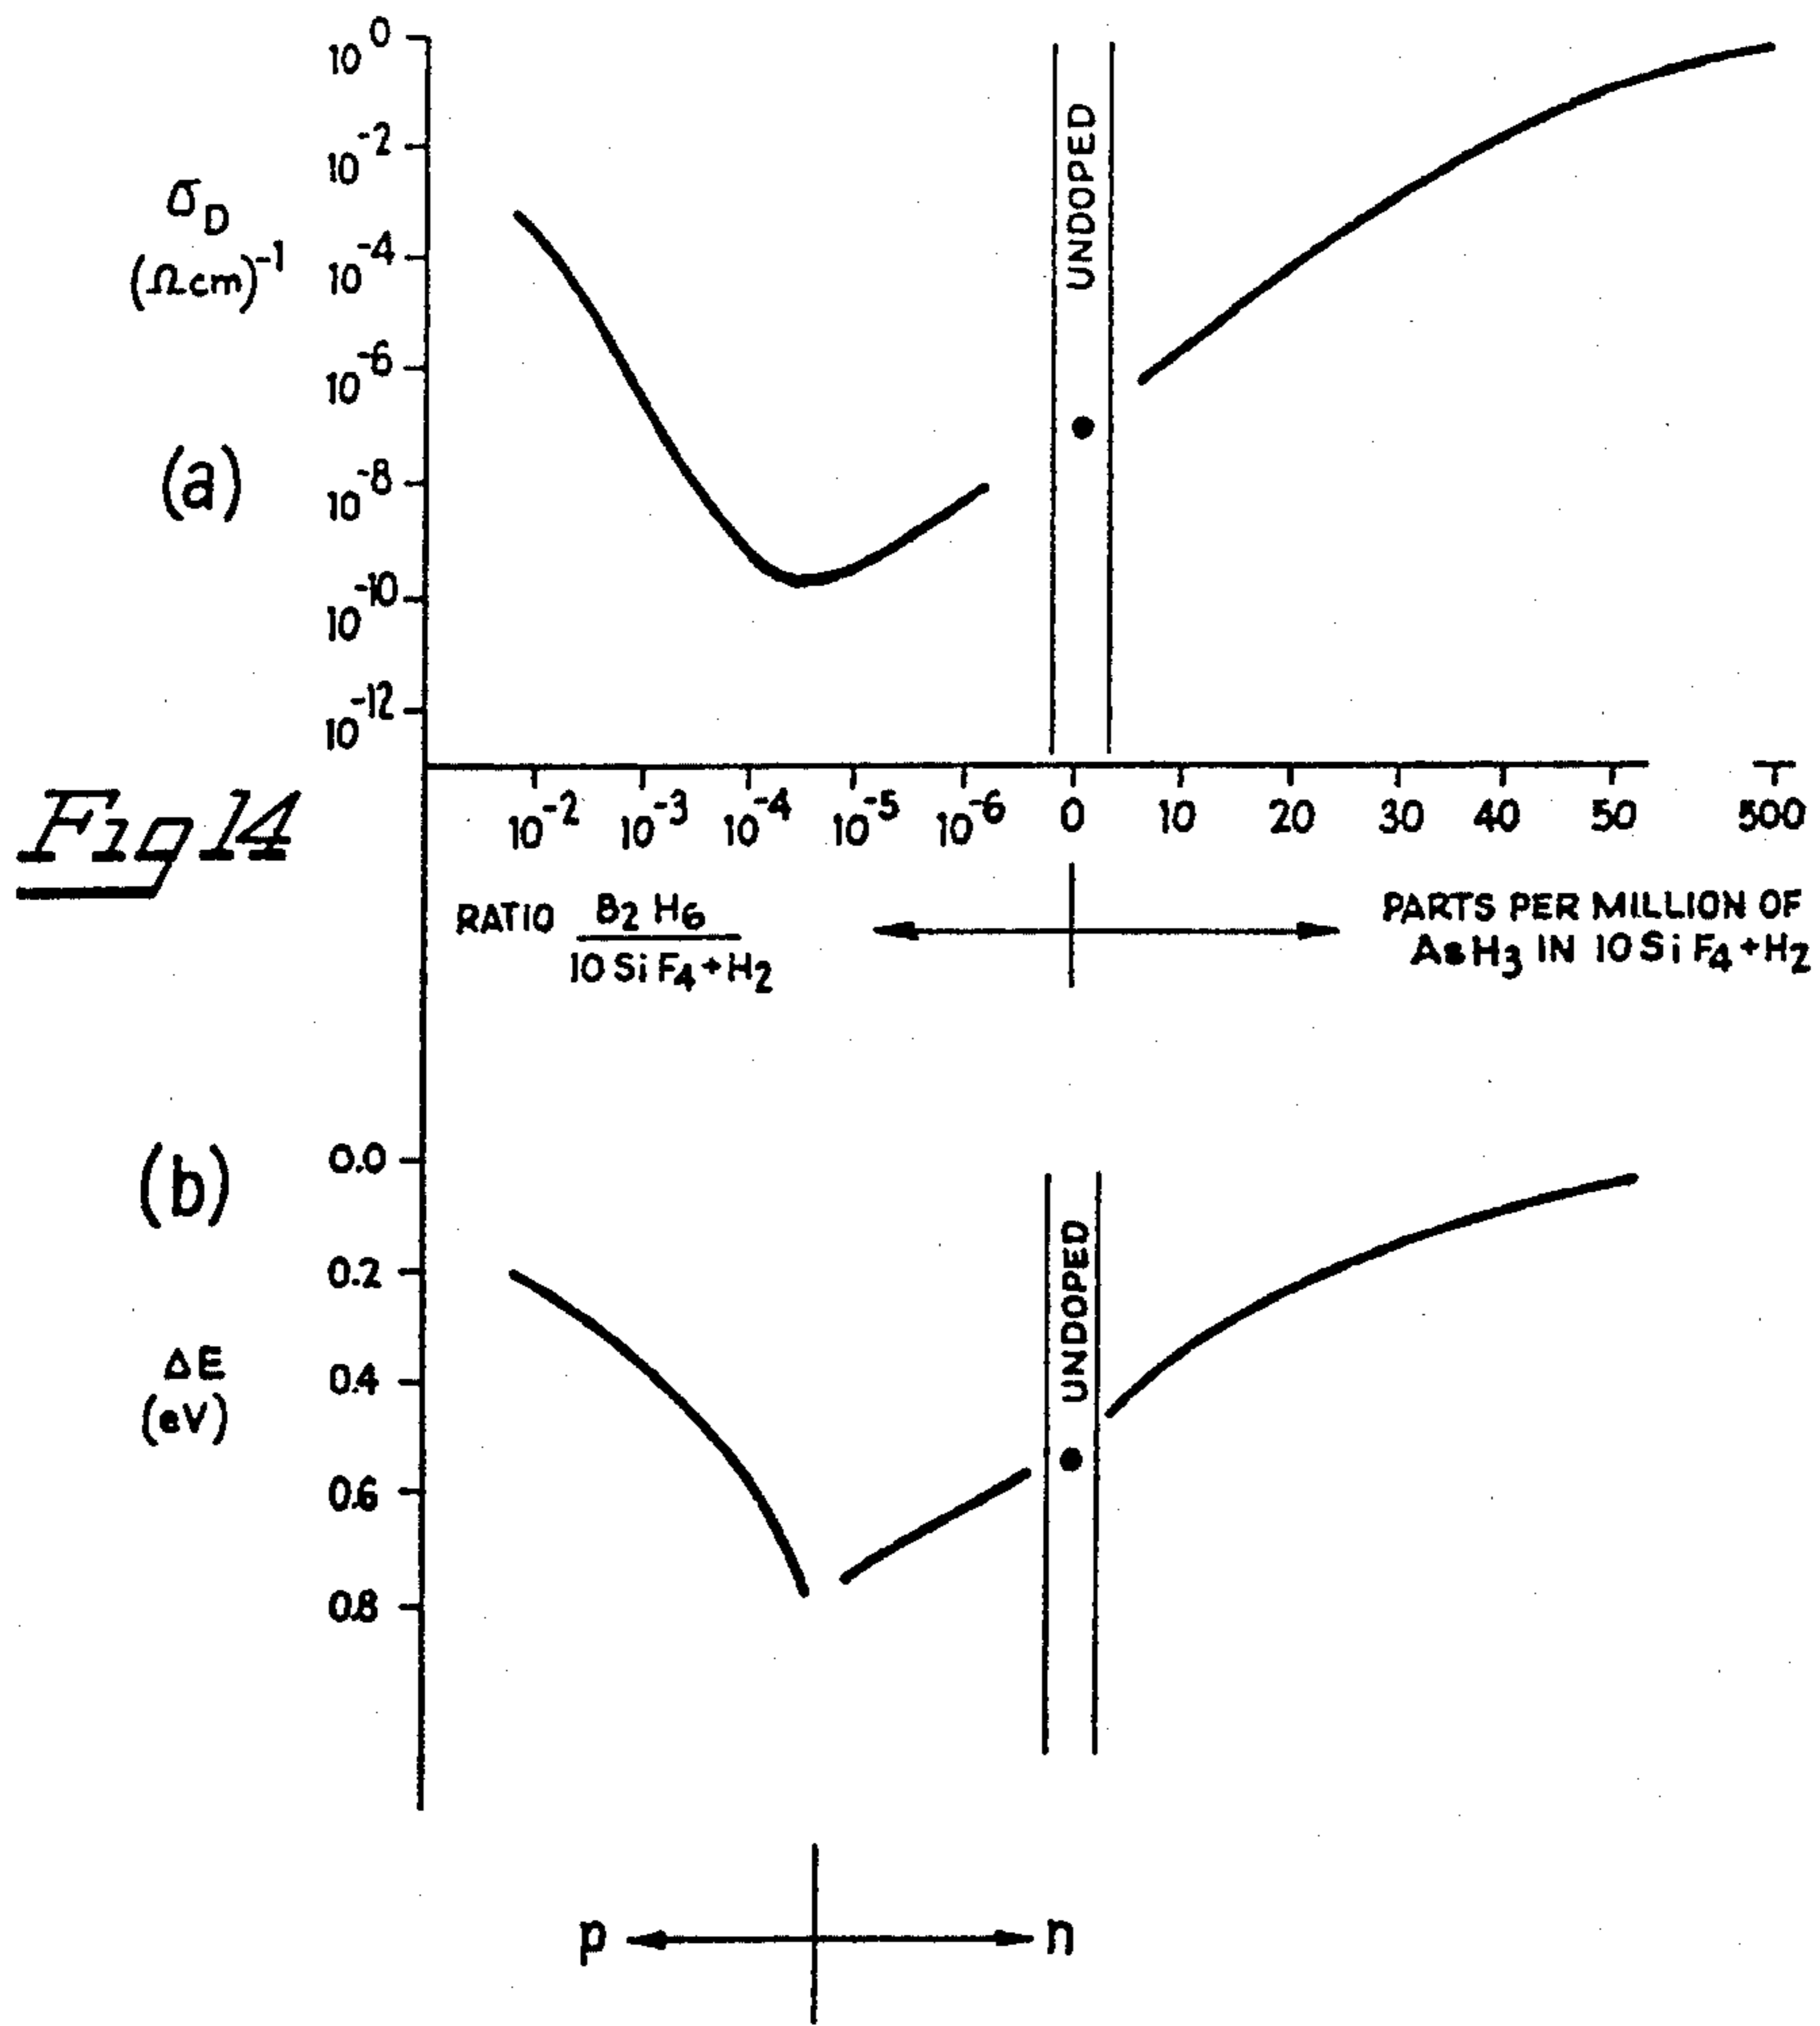 10^0
10^-2
σD
(Ωcm)^-1
10^-4
10^-6
(a)
10^-8
10^-10
10^-12
UNDOPED
Fig 14
10^-2 10^-3 10^-4 10^-5 10^-6 0 10 20 30 40 50 500
RATIO B2H6
10 SiF4+H2
PARTS PER MILLION OF
AsH3 IN 10 SiF4+H2
(b)
0.0
0.2
ΔE
(eV)
0.4
0.6
0.8
UNDOPED
p n